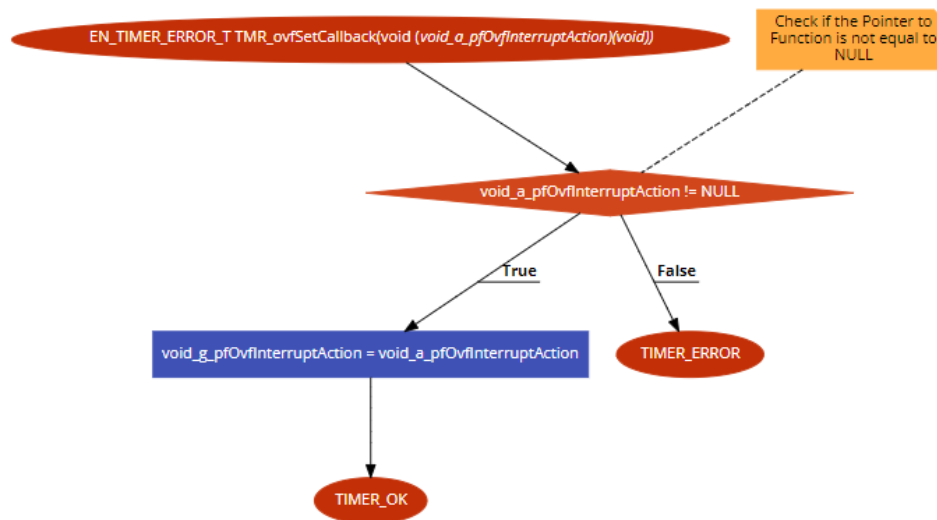 EN_TIMER_ERROR_T TMR_ovfSetCallback(void (void_a_pfOvfInterruptAction)(void))
Check if the Pointer to
Function is not equal to
NULL
void_a_pfOvfInterruptAction != NULL
True
False
void_g_pfOvfInterruptAction = void_a_pfOvfInterruptAction
TIMER_ERROR
TIMER_OK